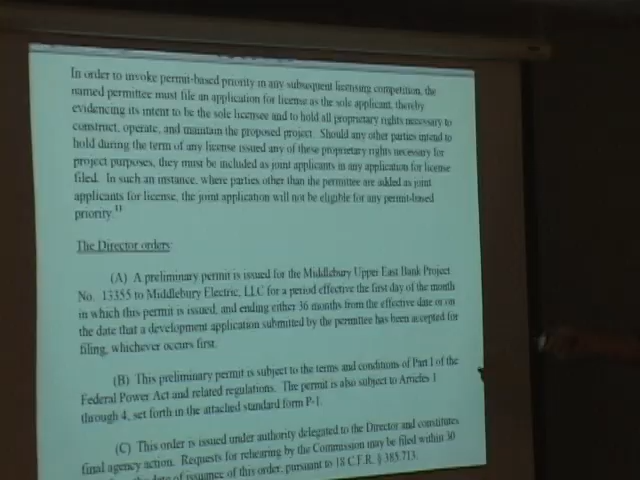 In order to invoke permit-based priority in any subsequent licensing competition, the
named permittee must file an application for license as the sole applicant, thereby
evidencing its intent to be the sole licensee and to hold all proprietary rights necessary to
construct, operate, and maintain the proposed project. Should any other parties intend to
hold during the term of any license issued any of these proprietary rights necessary for
project purposes, they must be included as joint applicants in any application for license
filed. In such an instance, where parties other than the permittee are added as joint
applicants for license, the joint application will not be eligible for any permit-based
priority.11
The Director orders:
(A) A preliminary permit is issued for the Middlebury Upper East Bank Project
No. 13355 to Middlebury Electric, LLC for a period effective the first day of the month
in which this permit is issued, and ending either 36 months from the effective date or on
the date that a development application submitted by the permittee has been accepted for
filing, whichever occurs first.
(B) This preliminary permit is subject to the terms and conditions of Part I of the
Federal Power Act and related regulations. The permit is also subject to Articles 1
through 4, set forth in the attached standard form P-1.
(C) This order is issued under authority delegated to the Director and constitutes
final agency action. Requests for rehearing by the Commission may be filed within 30
date of issuance of this order, pursuant to 18 C.F.R. § 385.713.